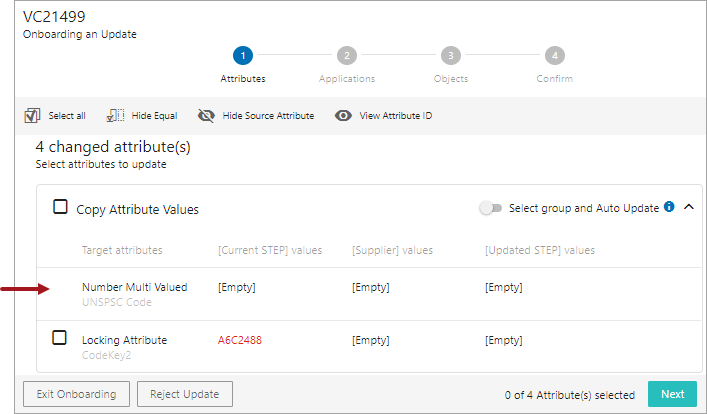 VC21499
Onboarding an Update
1 2 3 4
Attributes Applications Objects Confirm
Select all Hide Equal Hide Source Attribute View Attribute ID
4 changed attribute(s)
Select attributes to update
Copy Attribute Values Select group and Auto Update i
Target attributes [Current STEP] values [Supplier] values [Updated STEP] values
Number Multi Valued [Empty] [Empty] [Empty]
UNSPSC Code
Locking Attribute A6C2488 [Empty] [Empty]
CodeKey2
Exit Onboarding Reject Update 0 of 4 Attribute(s) selected Next